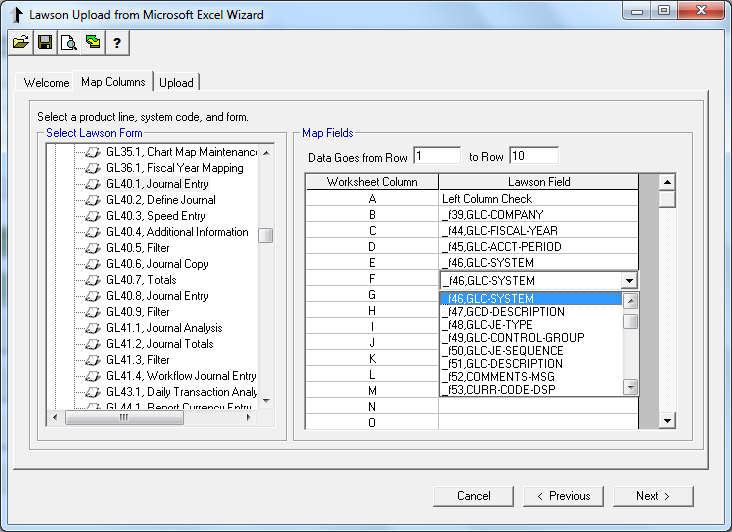 Lawson Upload from Microsoft Excel Wizard
?
Welcome
Map Columns
Upload
Select a product line, system code, and form.
Select Lawson Form
GL35.1, Chart Map Maintenance
GL36.1, Fiscal Year Mapping
GL40.1, Journal Entry
GL40.2, Define Journal
GL40.3, Speed Entry
GL40.4, Additional Information
GL40.5, Filter
GL40.6, Journal Copy
GL40.7, Totals
GL40.8, Journal Entry
GL40.9, Filter
GL41.1, Journal Analysis
GL41.2, Journal Totals
GL41.3, Filter
GL41.4, Workflow Journal Entry
GL43.1, Daily Transaction Analy
GL44.1, Report Currency Entry
Map Fields
Data Goes from Row 1 to Row 10
Worksheet Column Lawson Field
A Left Column Check
B _f39,GLC-COMPANY
C _f44,GLC-FISCAL-YEAR
D _f45,GLC-ACCT-PERIOD
E _f46,GLC-SYSTEM
F _f46,GLC-SYSTEM
G _f46,GLC-SYSTEM
H _f47,GCD-DESCRIPTION
I _f48,GLC-JE-TYPE
J _f49,GLC-CONTROL-GROUP
_f50,GLC-JE-SEQUENCE
K _f51,GLC-DESCRIPTION
L _f52,COMMENTS-MSG
M _f53,CURR-CODE-DSP
N
O
Cancel
< Previous
Next >